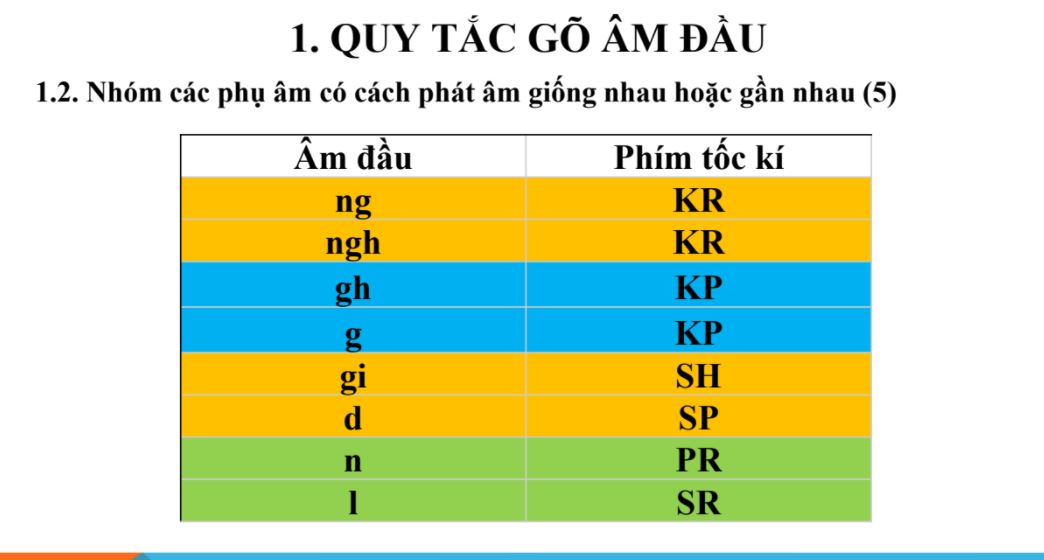 1. QUY TẮC GÕ ÂM ĐẦU
1.2. Nhóm các phụ âm có cách phát âm giống nhau hoặc gần nhau (5)
Âm đầu Phím tốc kí
ng KR
ngh KR
gh KP
g KP
gi SH
d SP
n PR
l SR